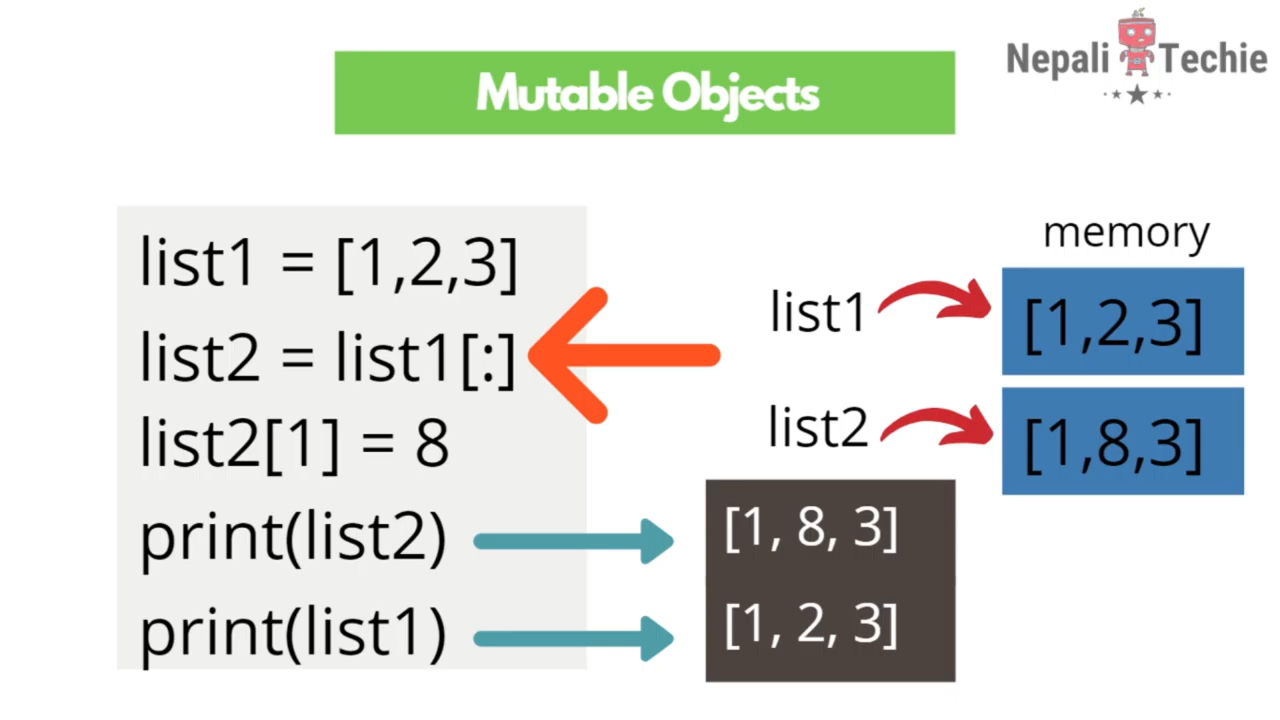 Nepali Techie
Mutable Objects
list1 = [1,2,3]
list2 = list1[:]
list2[1] = 8
print(list2)
print(list1)
memory
list1
[1,2,3]
list2
[1,8,3]
[1, 8, 3]
[1, 2, 3]